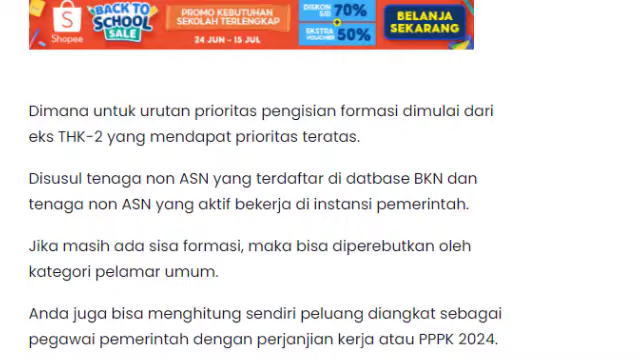 Shopee
BACK TO
SCHOOL
SALE
PROMO KEBUTUHAN
SEKOLAH TERLENGKAP
24 JUN - 15 JUL
DISKON
S/D 70%
+
EKSTRA
VOUCHER 50%
BELANJA
SEKARANG
Dimana untuk urutan prioritas pengisian formasi dimulai dari
eks THK-2 yang mendapat prioritas teratas.
Disusul tenaga non ASN yang terdaftar di datbase BKN dan
tenaga non ASN yang aktif bekerja di instansi pemerintah.
Jika masih ada sisa formasi, maka bisa diperebutkan oleh
kategori pelamar umum.
Anda juga bisa menghitung sendiri peluang diangkat sebagai
pegawai pemerintah dengan perjanjian kerja atau PPPK 2024.